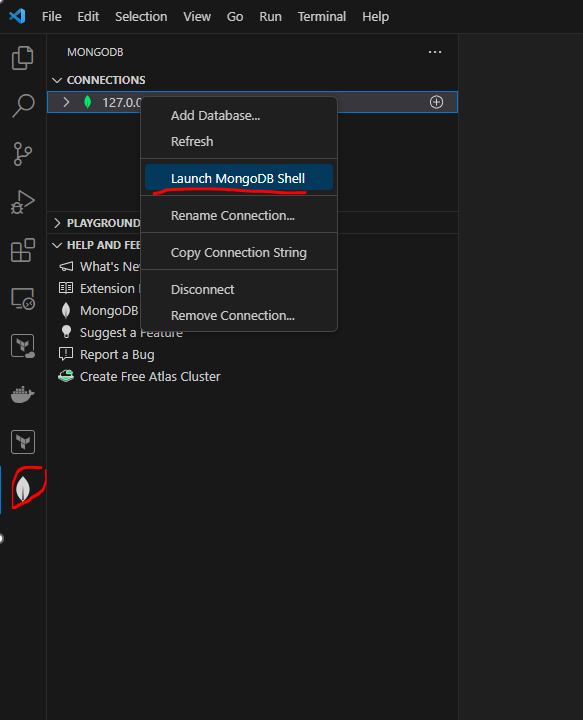 File Edit Selection View Go Run Terminal Help
MONGODB
CONNECTIONS
127.0.0
Add Database...
Refresh
Launch MongoDB Shell
Rename Connection...
PLAYGROUND
Copy Connection String
HELP AND FEE
What's Ne
Extension
Disconnect
MongoDB
Remove Connection...
Suggest a Feature
Report a Bug
Create Free Atlas Cluster